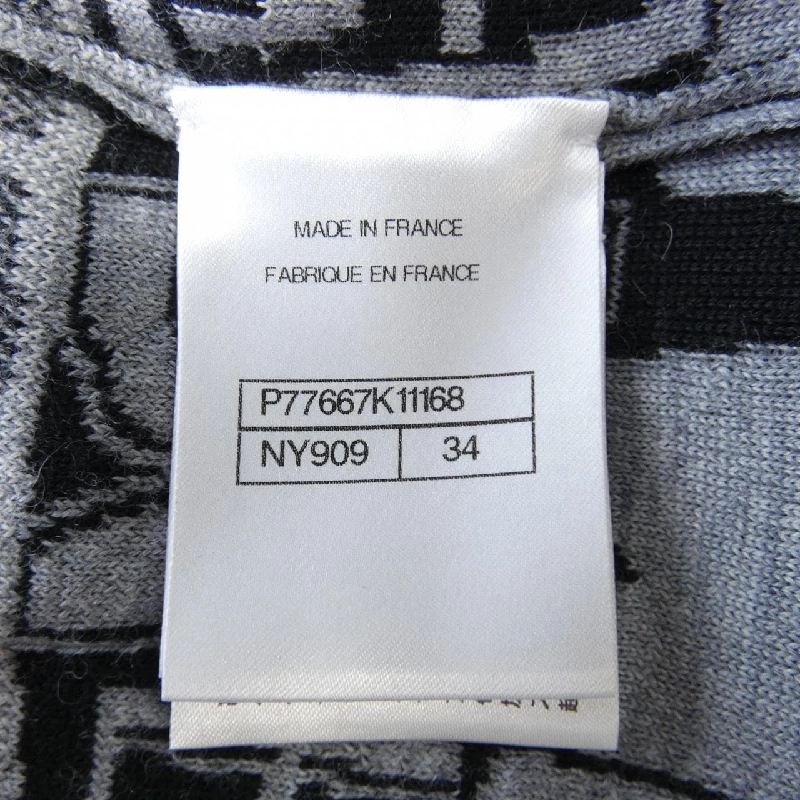 MADE IN FRANCE
FABRIQUE EN FRANCE
P77667K11168
NY909 34